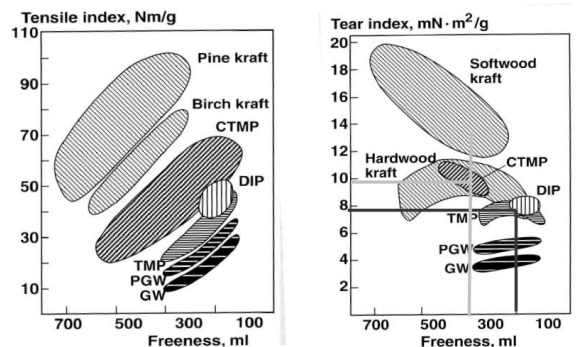 Tensile index, Nm/g
110
90
70
50
30
10
Pine kraft
Birch kraft
CTMP
DIP
TMP
PGW
GW
700 500 300 100
Freeness, ml
Tear index, mN·m²/g
20
18
16
14
12
10
8
6
4
2
Softwood
kraft
Hardwood
kraft
CTMP
DIP
TMP
PGW
GW
700 500 300 100
Freeness, ml